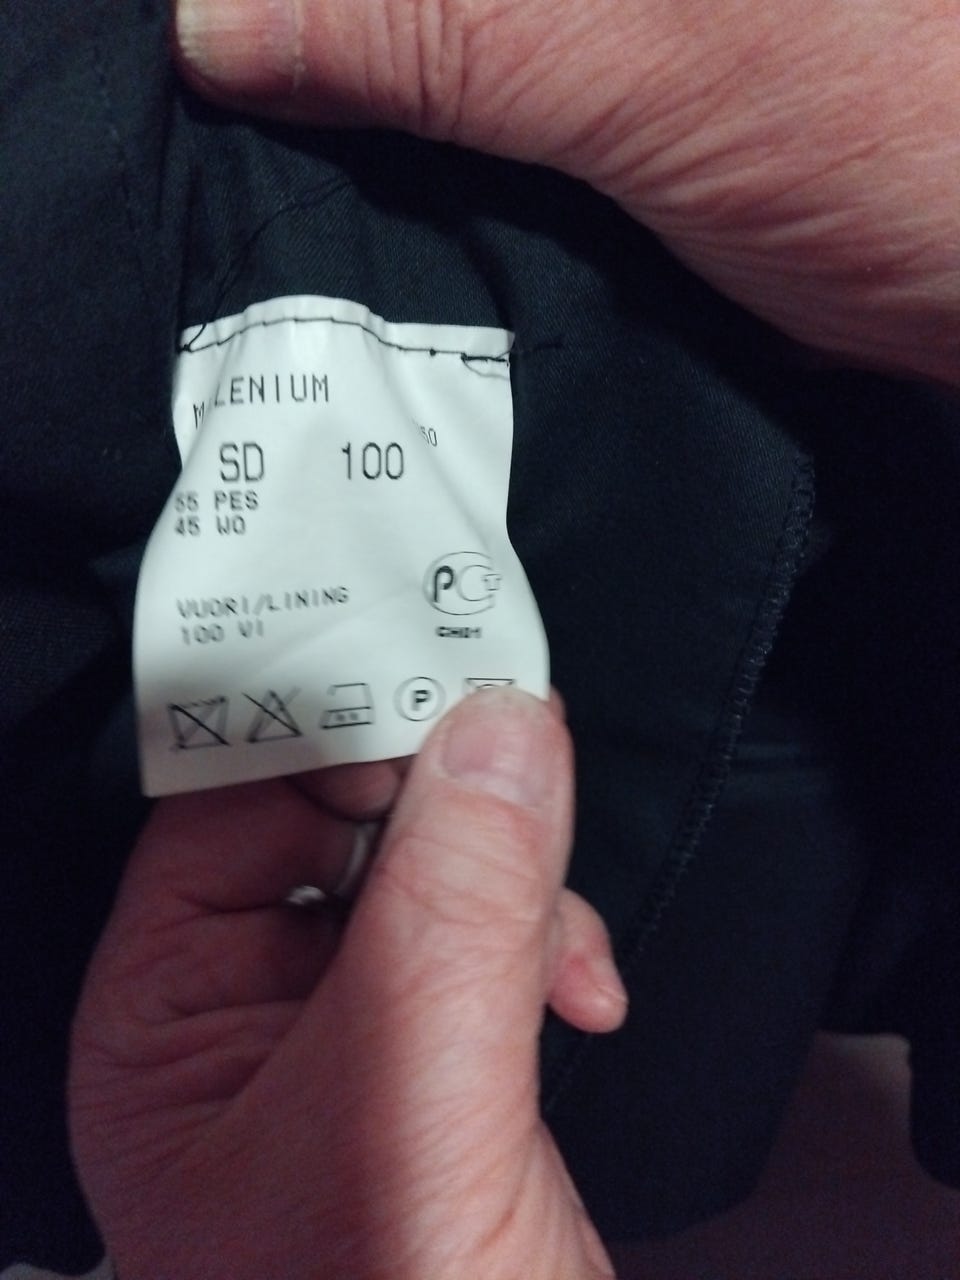 SD 100
55 PES
45 WO
VUORI/LINING
100 VI
P